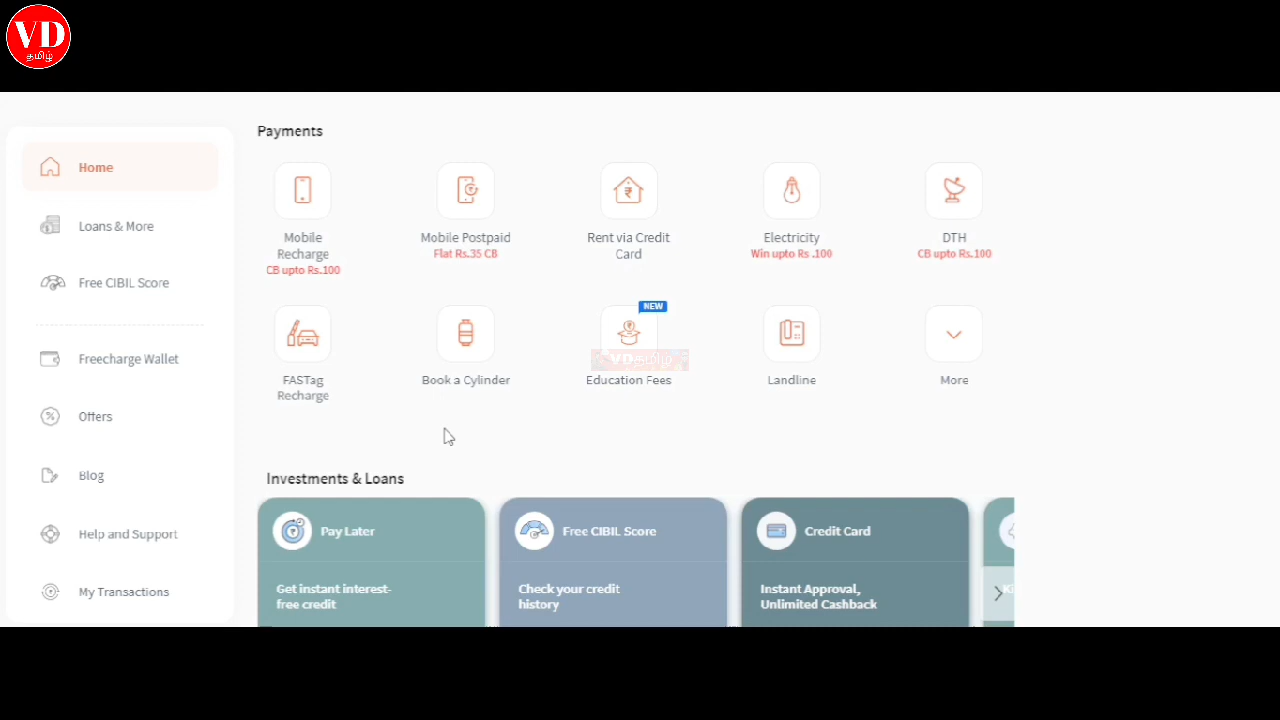 VD
தமிழ்
Payments
Home
Loans & More
Free CIBIL Score
Freecharge Wallet
Offers
Blog
Help and Support
My Transactions
Mobile
Recharge
CB upto Rs.100
Mobile Postpaid
Flat Rs.35 CB
Rent via Credit
Card
Electricity
Win upto Rs .100
DTH
CB upto Rs.100
FASTag
Recharge
Book a Cylinder
NEW
VDதமிழ்
Education Fees
Landline
More
Investments & Loans
Pay Later
Get instant interest-
free credit
Free CIBIL Score
Check your credit
history
Credit Card
Instant Approval,
Unlimited Cashback